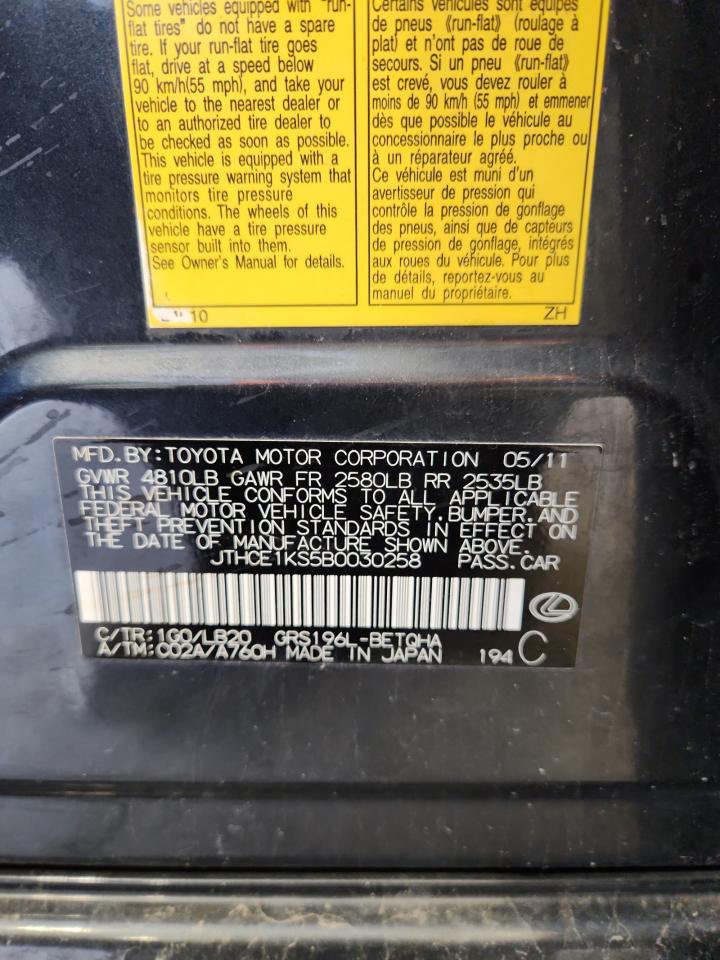 Some vehicles equipped with "run-
flat tires" do not have a spare
tire. If your run-flat tire goes
flat, drive at a speed below
90 km/h(55 mph), and take your
vehicle to the nearest dealer or
to an authorized tire dealer to
be checked as soon as possible.
This vehicle is equipped with a
tire pressure warning system that
monitors tire pressure
conditions. The wheels of this
vehicle have a tire pressure
sensor built into them.
See Owner's Manual for details.
Certains véhicules sont équipés
de pneus 《run-flat》 (roulage à
plat) et n'ont pas de roue de
secours. Si un pneu 《run-flat》
est crevé, vous devez rouler à
moins de 90 km/h (55 mph) et emmener
dès que possible le véhicule au
concessionnaire le plus proche ou
à un réparateur agréé.
Ce véhicule est muni d'un
avertisseur de pression qui
contrôle la pression de gonflage
des pneus, ainsi que de capteurs
de pression de gonflage, intégrés
aux roues du véhicule. Pour plus
de détails, reportez-vous au
manuel du propriétaire.
10
ZH
MFD.BY:TOYOTA MOTOR CORPORATION 05/11
GVWR 4810LB GAWR FR 2580LB RR 2535LB
THIS VEHICLE CONFORMS TO ALL APPLICABLE
FEDERAL MOTOR VEHICLE SAFETY,BUMPER,AND
THEFT PREVENTION STANDARDS IN EFFECT ON
THE DATE OF MANUFACTURE SHOWN ABOVE.
JTHCE1KS5B0030258 PASS.CAR
C/TR:1G0/LB20 GRS196L-BETQHA
A/TM:C02A/A760H MADE IN JAPAN 194 C